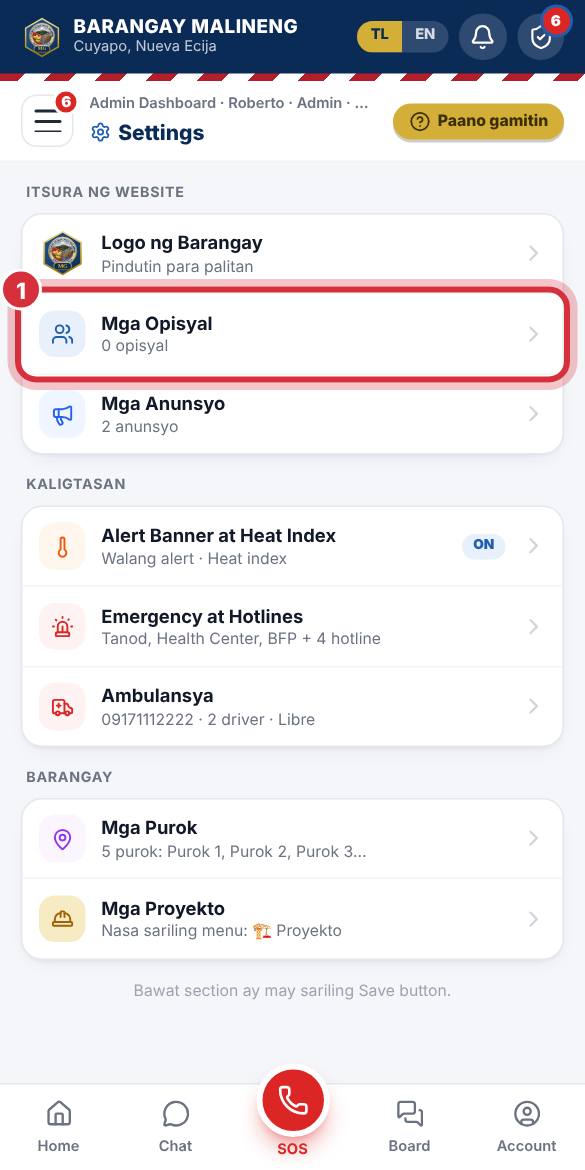 BARANGAY MALINENG
Cuyapo, Nueva Ecija
TL EN
6
6
Admin Dashboard · Roberto · Admin · ...
Settings
Paano gamitin
ITSURA NG WEBSITE
Logo ng Barangay
Pindutin para palitan
1
Mga Opisyal
0 opisyal
Mga Anunsyo
2 anunsyo
KALIGTASAN
Alert Banner at Heat Index
Walang alert · Heat index
ON
Emergency at Hotlines
Tanod, Health Center, BFP + 4 hotline
Ambulansya
09171112222 · 2 driver · Libre
BARANGAY
Mga Purok
5 purok: Purok 1, Purok 2, Purok 3...
Mga Proyekto
Nasa sariling menu: 🏗️ Proyekto
Bawat section ay may sariling Save button.
Home Chat SOS Board Account